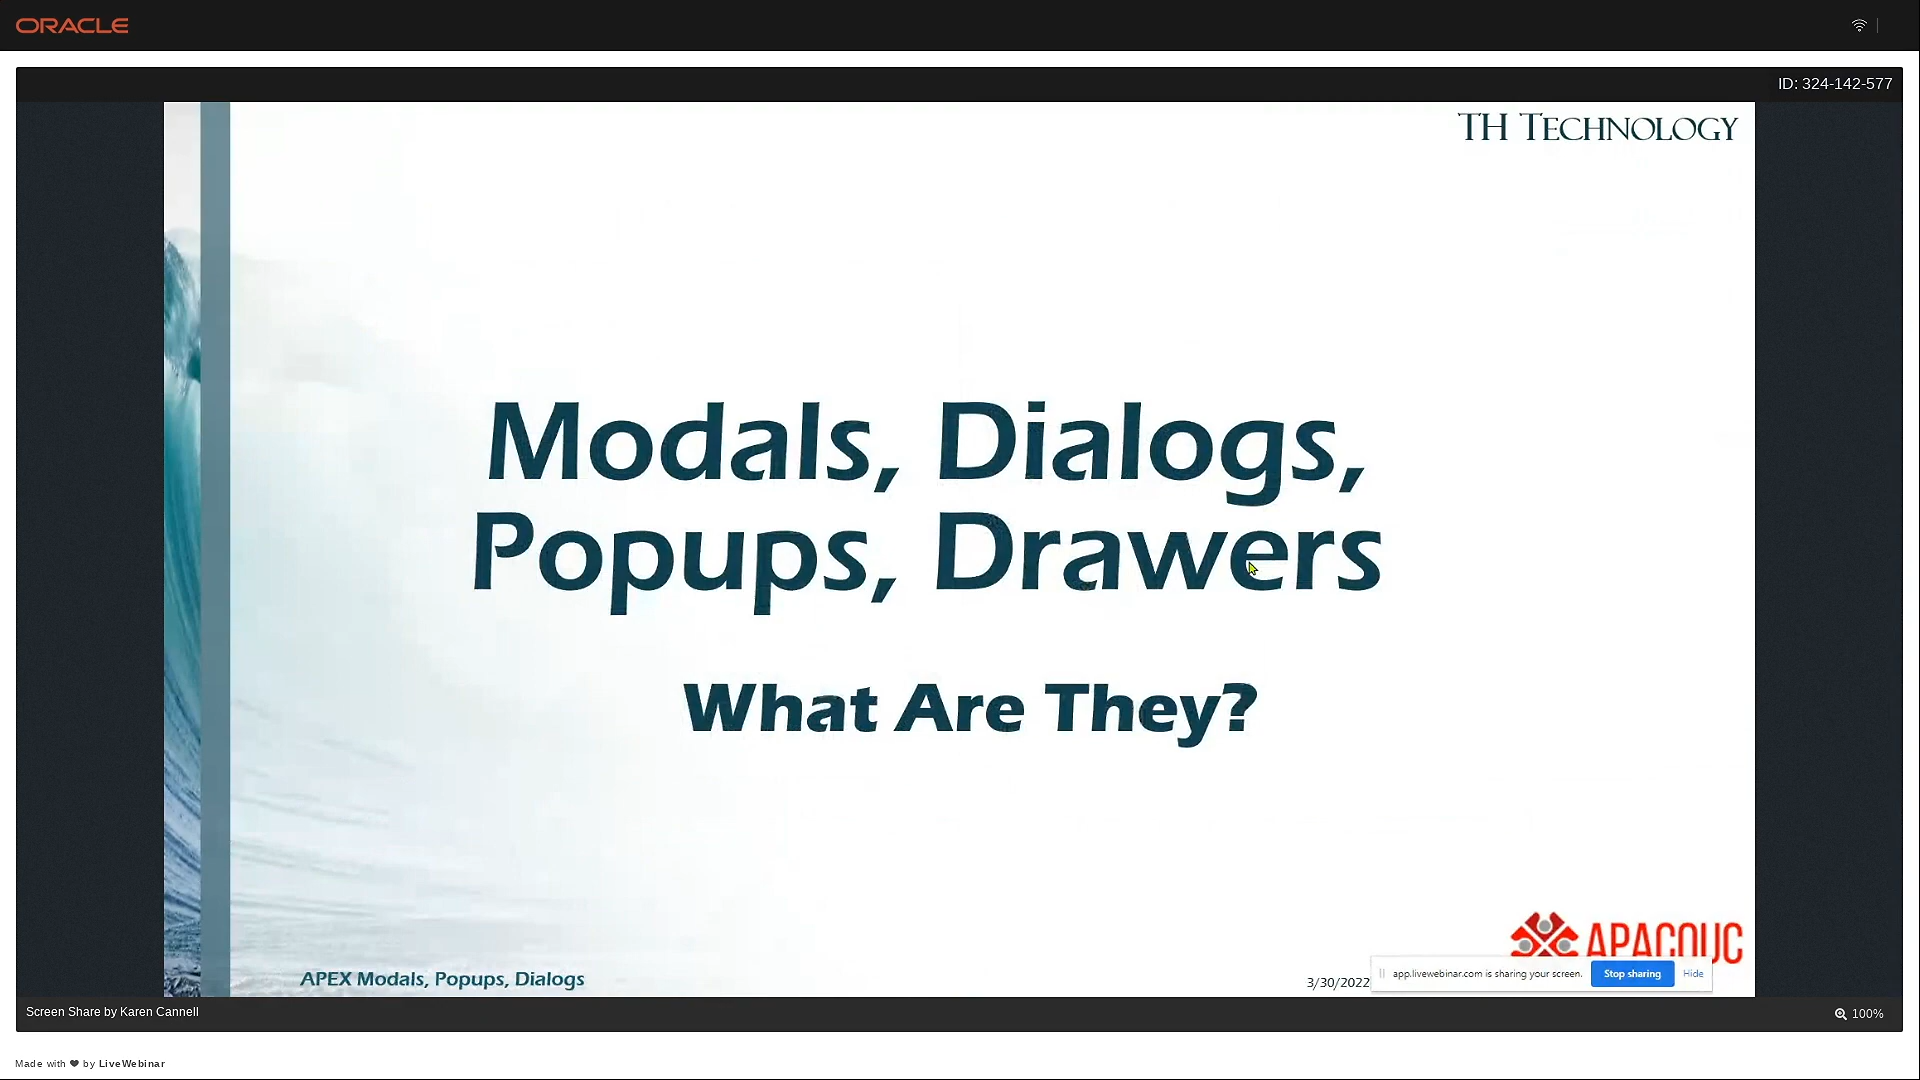 ORACLE
ID: 324-142-577
TH TECHNOLOGY
Modals, Dialogs,
Popups, Drawers
What Are They?
APACOUC
APEX Modals, Popups, Dialogs
3/30/2022
app.livewebinar.com is sharing your screen.
Stop sharing
Hide
Screen Share by Karen Cannell
100%
Made with ❤ by LiveWebinar